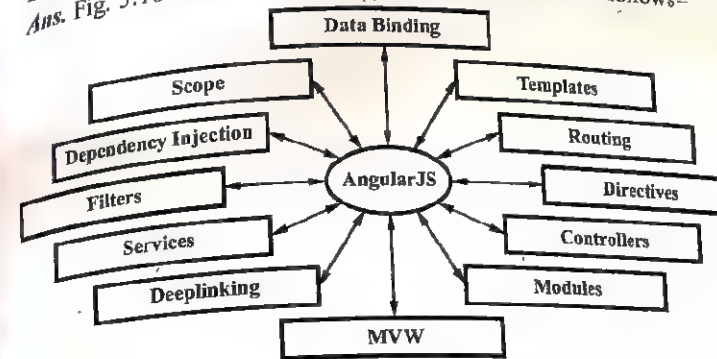 Ans. Fig.
Data Binding
Scope
Templates
Dependency Injection
Routing
AngularJS
Filters
Directives
Services
Controllers
Deeplinking
Modules
MVW